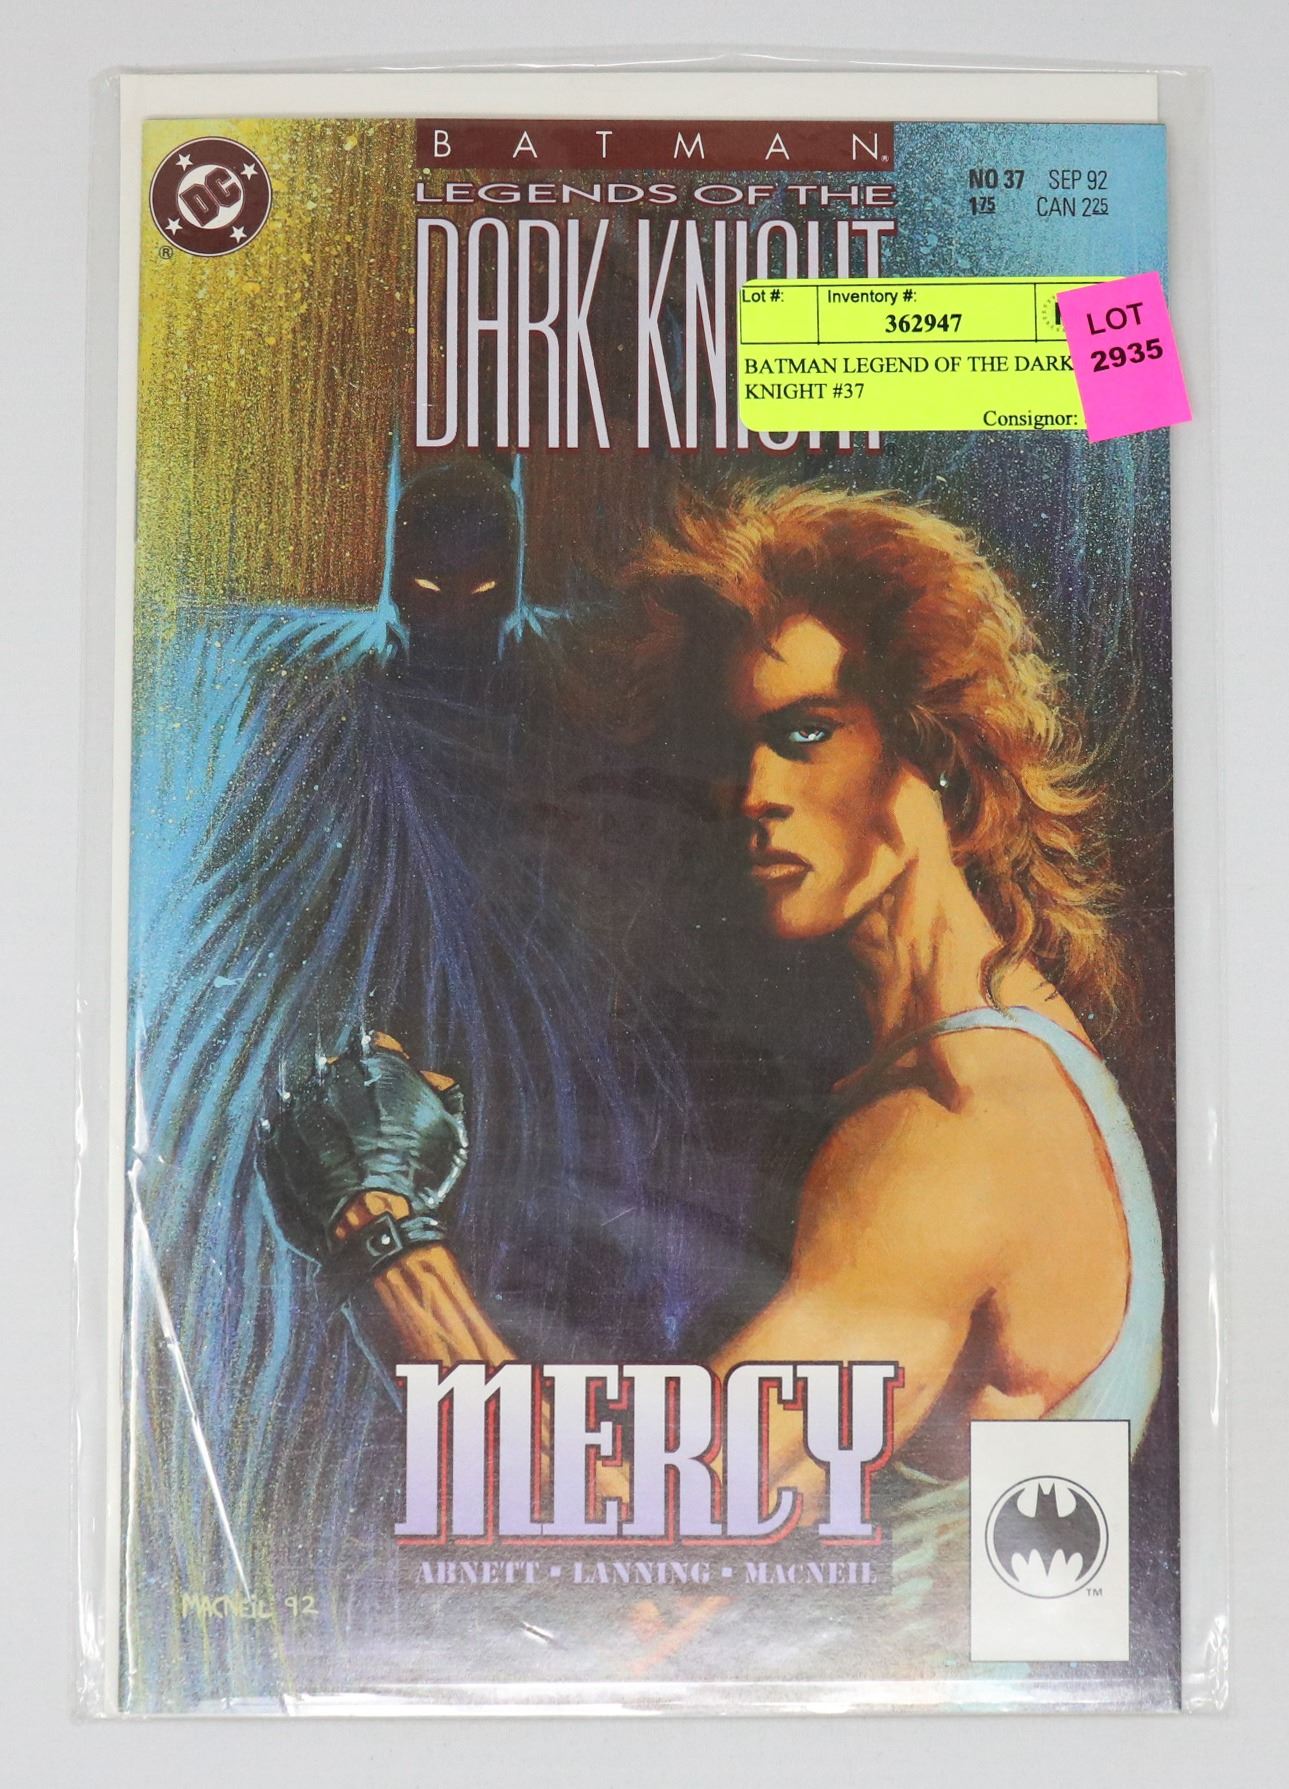 DC
®
BATMAN®
LEGENDS OF THE
DARK KNIGHT
NO 37 SEP 92
1.75 CAN 2.25
Lot #: Inventory #:
362947
BATMAN LEGEND OF THE DARK
KNIGHT #37
Consignor:
LOT
2935
MERCY
ABNETT ▪ LANNING ▪ MACNEIL
MACNEIL 92
TM